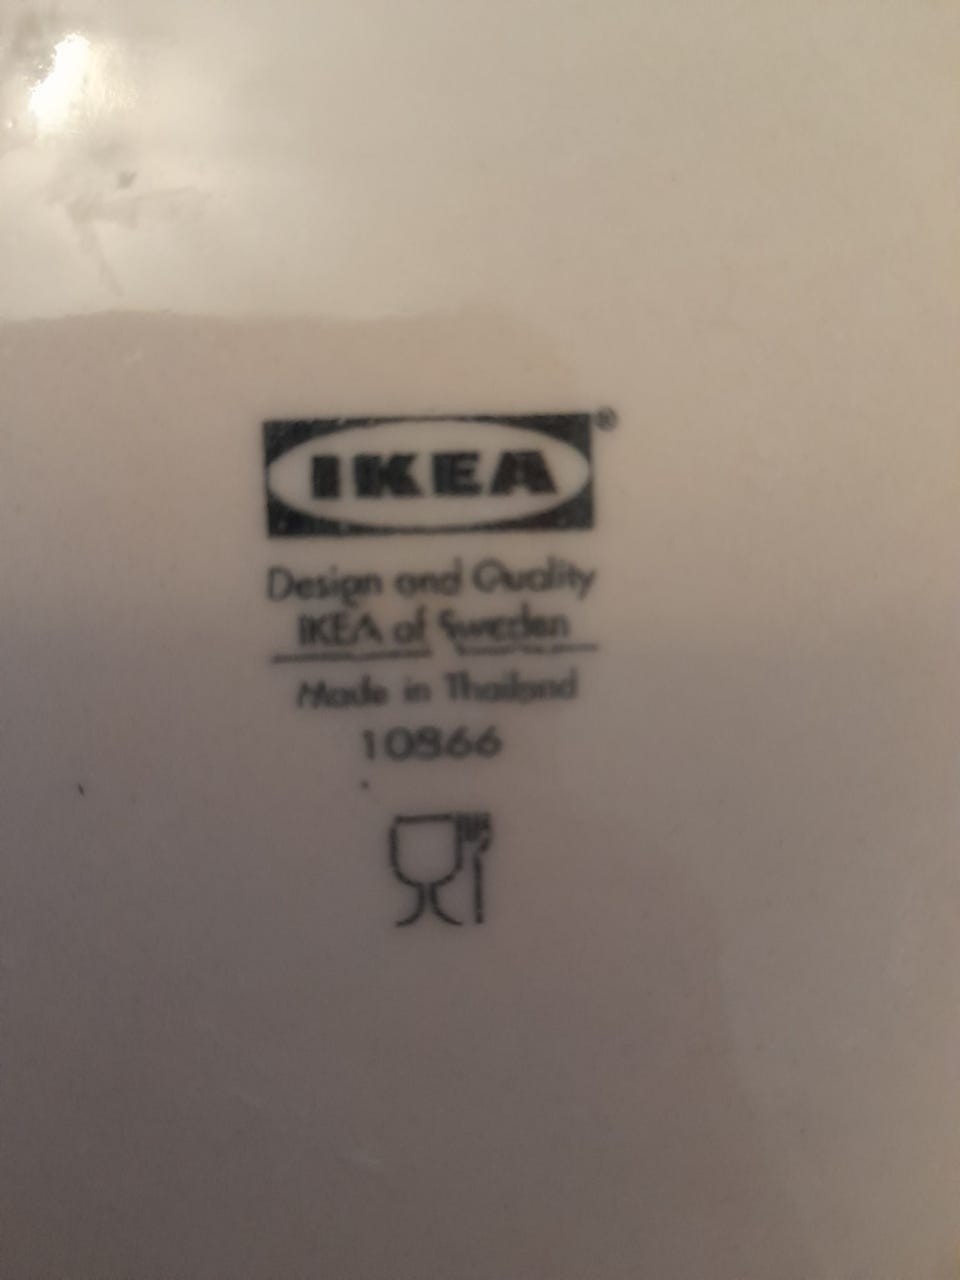 IKEA®
Design and Quality
IKEA of Sweden
Made in Thailand
10866